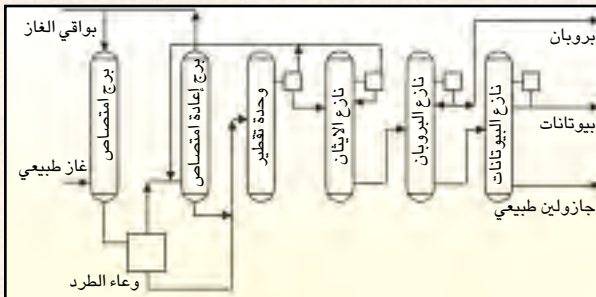 بواقي الغاز
بروبان
برج امتصاص
برج إعادة امتصاص
وحدة تقطير
نازع الايثان
نازع البروبان
نازع البيوتانات
بيوتانات
غاز طبيعي
جازولين طبيعي
وعاء الطرد